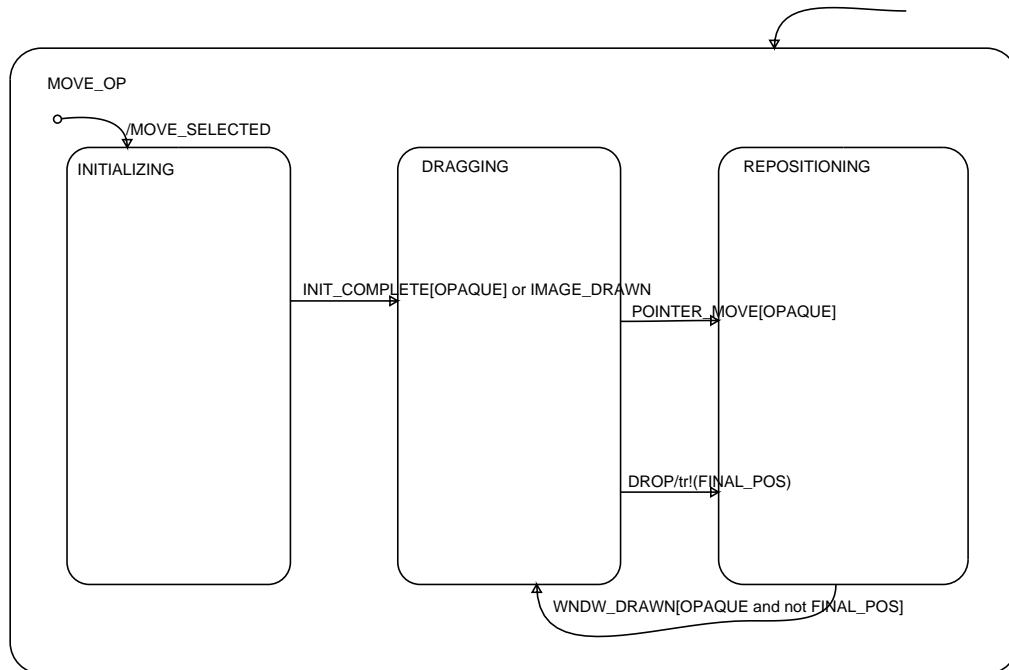 MOVE_OP
/MOVE_SELECTED
INITIALIZING
DRAGGING
REPOSITIONING
INIT_COMPLETE[OPAQUE] or IMAGE_DRAWN
POINTER_MOVE[OPAQUE]
DROP/tr!(FINAL_POS)
WNDW_DRAWN[OPAQUE and not FINAL_POS]